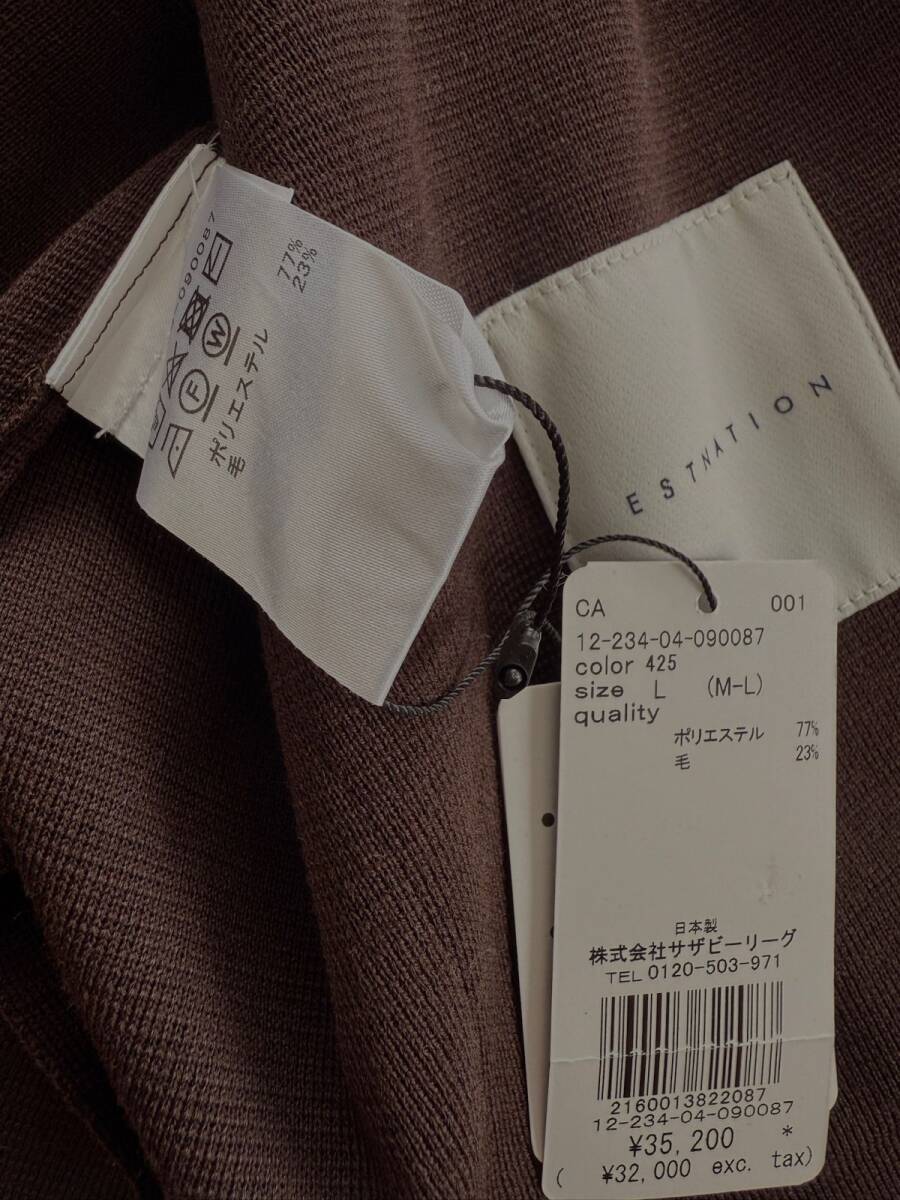 090087
ポリエステル 77%
毛 23%
F
W
ESTNATION
CA 001
12-234-04-090087
color 425
size L (M-L)
quality
ポリエステル 77%
毛 23%
日本製
株式会社サザビーリーグ
TEL 0120-503-971
2160013822087
12-234-04-090087
¥35,200 *
( ¥32,000 exc. tax)